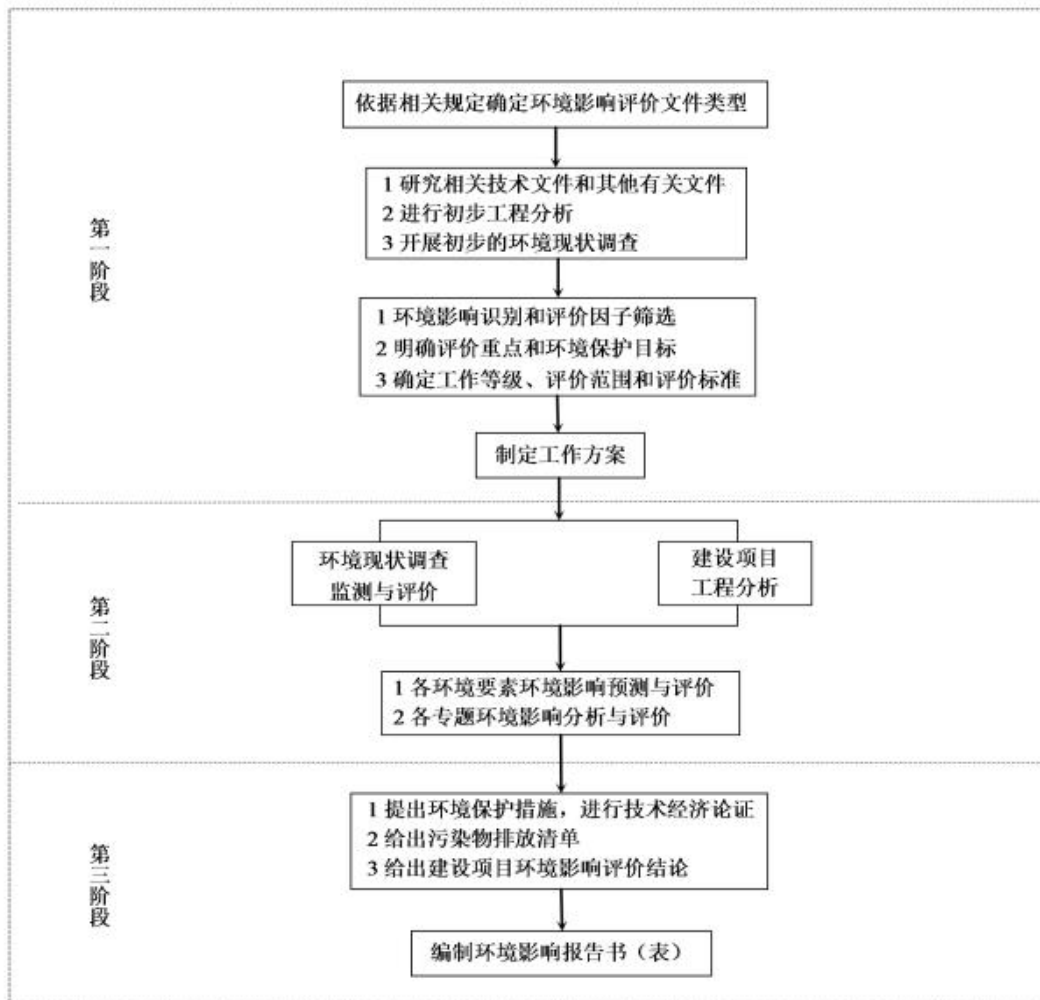 依据相关规定确定环境影响评价文件类型
1 研究相关技术文件和其他有关文件
2 进行初步工程分析
3 开展初步的环境现状调查
第一阶段
1 环境影响识别和评价因子筛选
2 明确评价重点和环境保护目标
3 确定工作等级、评价范围和评价标准
制定工作方案
环境现状调查
监测与评价
建设项目
工程分析
第二阶段
1 各环境要素环境影响预测与评价
2 各专题环境影响分析与评价
1 提出环境保护措施，进行技术经济论证
2 给出污染物排放清单
3 给出建设项目环境影响评价结论
第三阶段
编制环境影响报告书（表）